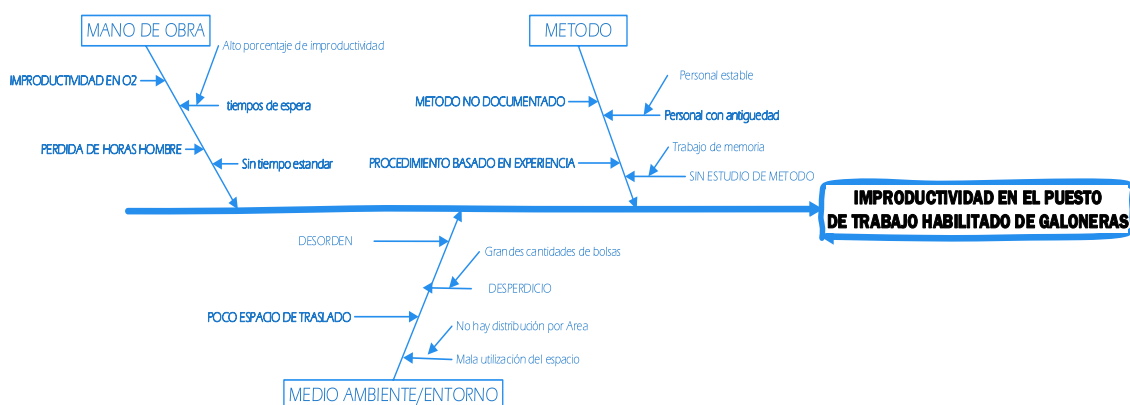 MANO DE OBRA
Alto porcentaje de improductividad
IMPRODUCTIVIDAD EN O2
tiempos de espera
PERDIDA DE HORAS HOMBRE
Sin tiempo estandar
METODO
Personal estable
METODO NO DOCUMENTADO
Personal con antiguedad
Trabajo de memoria
PROCEDIMIENTO BASADO EN EXPERIENCIA
SIN ESTUDIO DE METODO
IMPRODUCTIVIDAD EN EL PUESTO
DE TRABAJO HABILITADO DE GALONERAS
DESORDEN
Grandes cantidades de bolsas
DESPERDICIO
POCO ESPACIO DE TRASLADO
No hay distribución por Area
Mala utilización del espacio
MEDIO AMBIENTE/ENTORNO